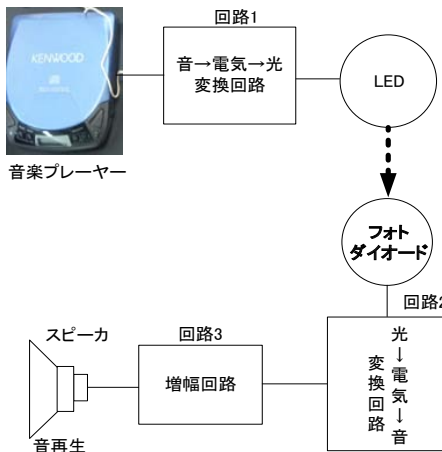 回路1
KENWOOD
音→電気→光
変換回路
LED
音楽プレーヤー
フォト
ダイオード
回路2
スピーカ
回路3
光→電気→音
変換回路
増幅回路
音再生